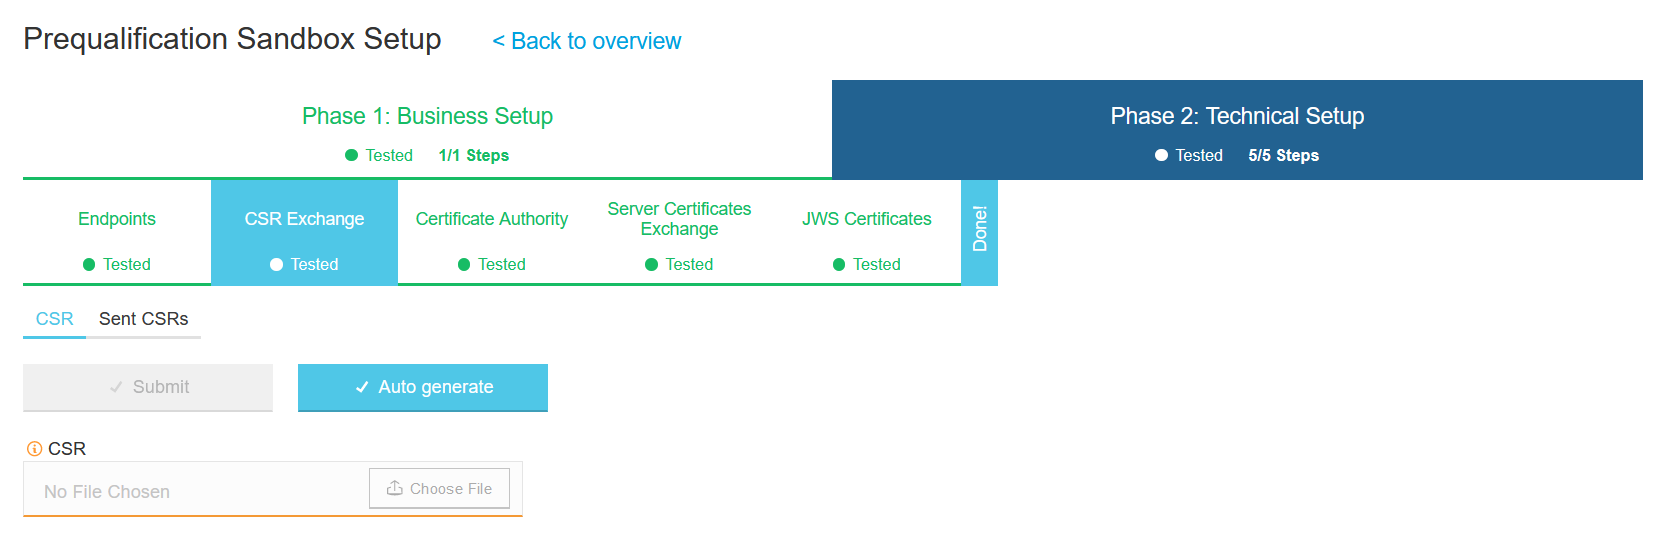 Prequalification Sandbox Setup < Back to overview
Phase 1: Business Setup
Tested 1/1 Steps
Phase 2: Technical Setup
Tested 5/5 Steps
Endpoints
Tested
CSR Exchange
Tested
Certificate Authority
Tested
Server Certificates
Exchange
Tested
JWS Certificates
Tested
Done!
CSR Sent CSRs
Submit Auto generate
CSR
No File Chosen Choose File